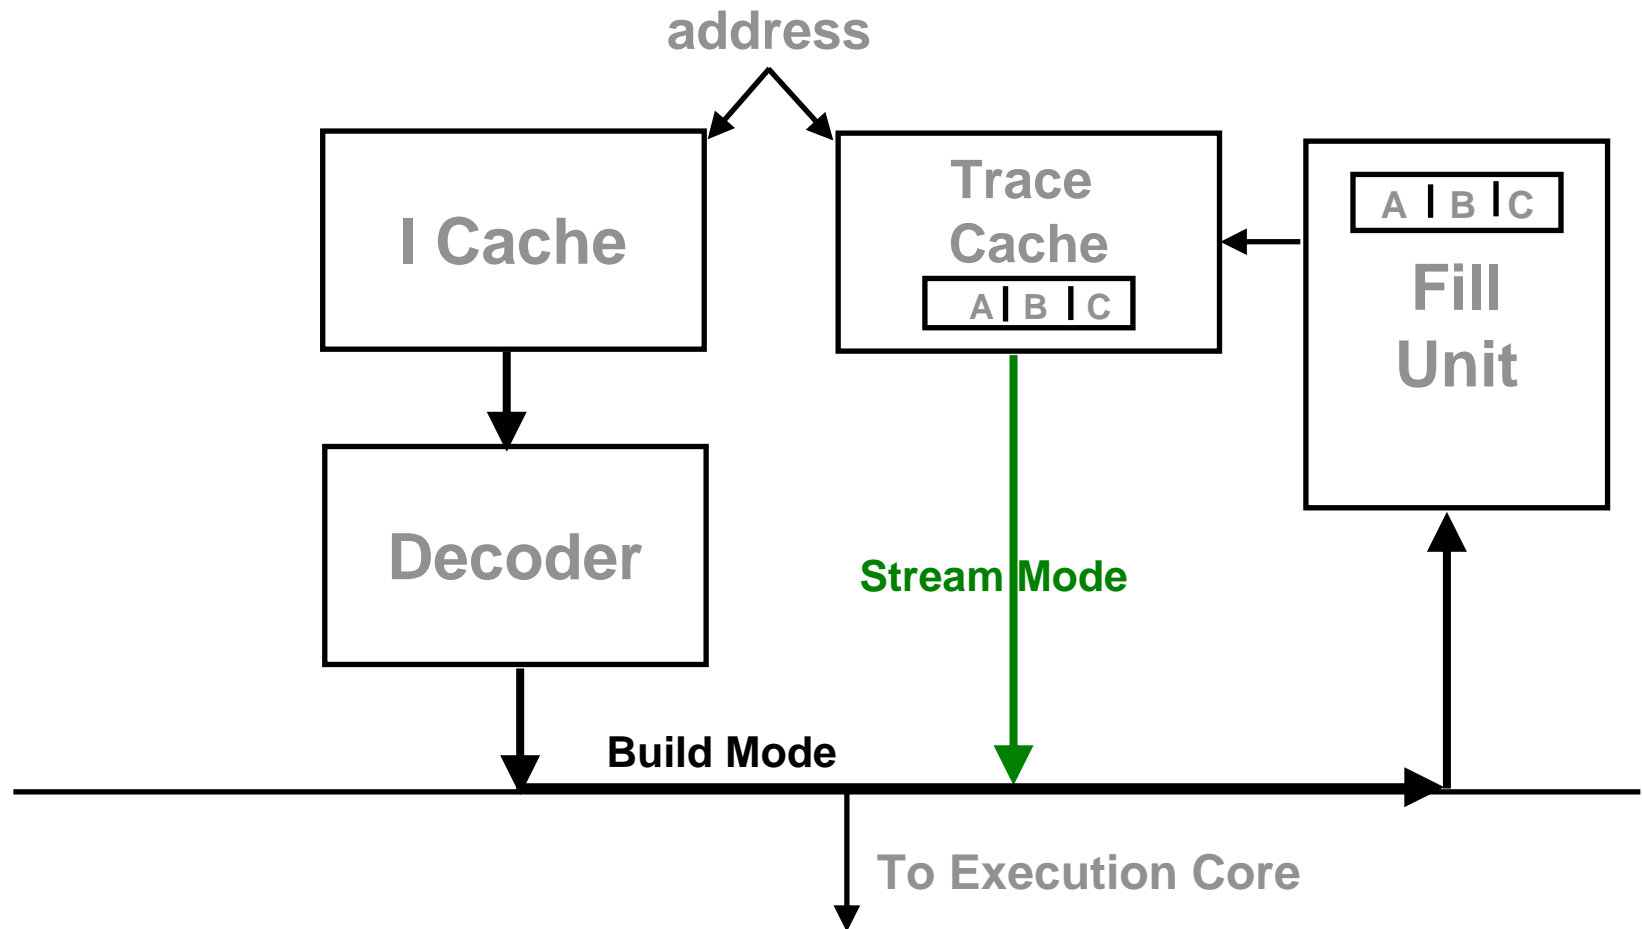 address
I Cache
Trace
Cache
A B C
A B C
Fill
Unit
Decoder
Stream Mode
Build Mode
To Execution Core